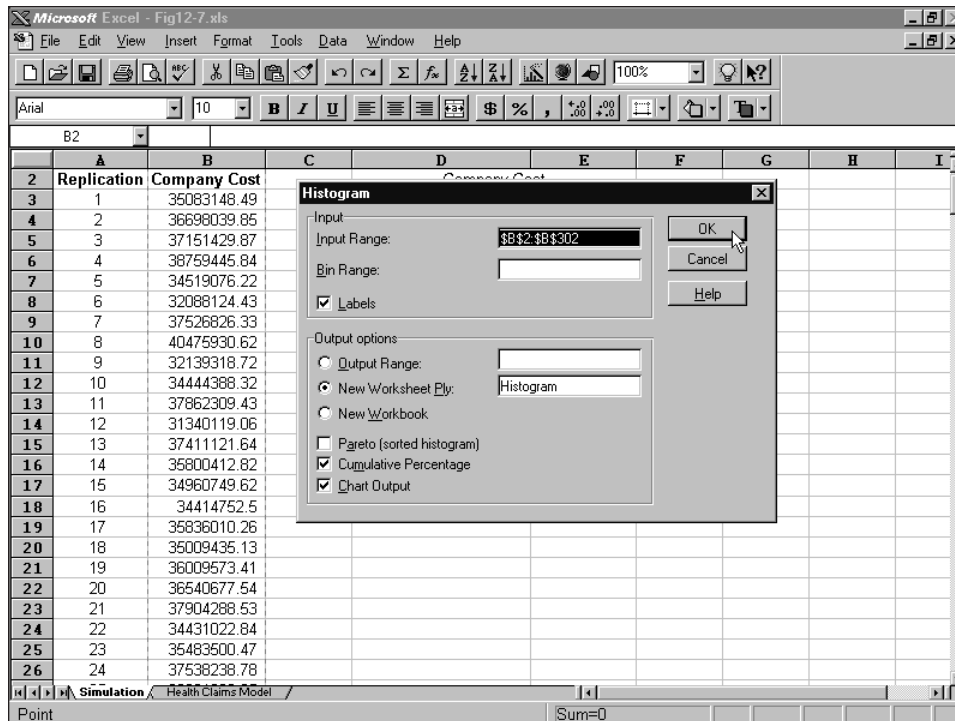 Microsoft Excel - Fig12-7.xls
File Edit View Insert Format Tools Data Window Help
100%
Arial 10 B I U $ % ,
B2
A B C D E F G H I
2 Replication Company Cost Company Cost
3 1 35083148.49
4 2 36698039.85
5 3 37151429.87
6 4 38759445.84
7 5 34519076.22
8 6 32088124.43
9 7 37526826.33
10 8 40475930.62
11 9 32139318.72
12 10 34444388.32
13 11 37862309.43
14 12 31340119.06
15 13 37411121.64
16 14 35800412.82
17 15 34960749.62
18 16 34414752.5
19 17 35836010.26
20 18 35009435.13
21 19 36009573.41
22 20 36540677.54
23 21 37904288.53
24 22 34431022.84
25 23 35483500.47
26 24 37538238.78
Histogram
Input
Input Range: $B$2:$B$302
Bin Range:
Labels
OK
Cancel
Help
Output options
Output Range:
New Worksheet Ply: Histogram
New Workbook
Pareto (sorted histogram)
Cumulative Percentage
Chart Output
Simulation Health Claims Model
Point Sum=0